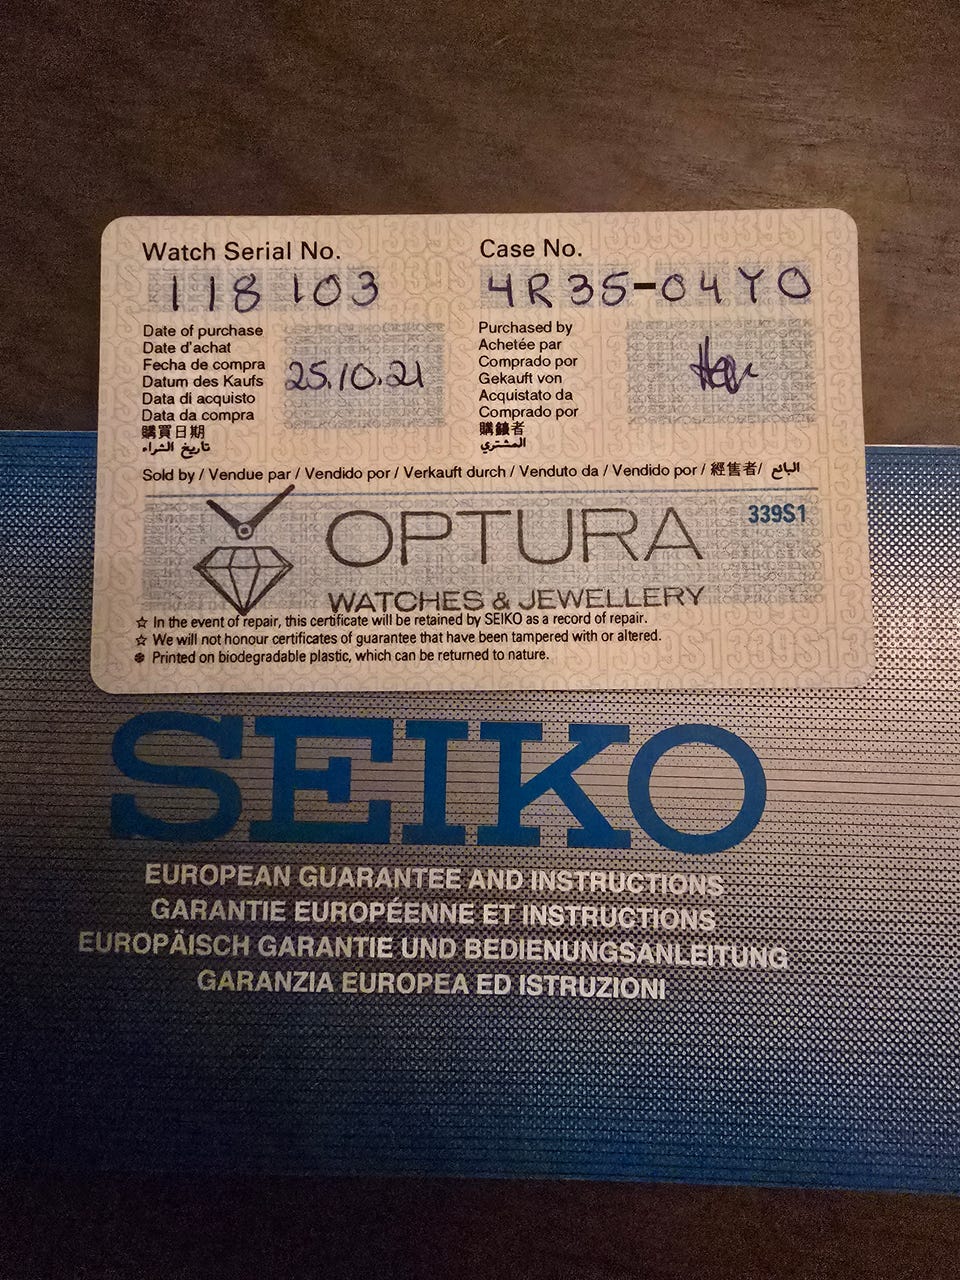 Watch Serial No.
118103
Case No.
4R35-04Y0
Date of purchase
Date d'achat
Fecha de compra
Datum des Kaufs
Data di acquisto
Data da compra
購買日期
تاريخ الشراء
25.10.21
Purchased by
Achetée par
Comprado por
Gekauft von
Acquistato da
Comprado por
المشتري
Sold by / Vendue par / Vendido por / Verkauft durch / Venduto da / Vendido por / 經售者/ البائع
339S1
OPTURA
WATCHES & JEWELLERY
☆ In the event of repair, this certificate will be retained by SEIKO as a record of repair.
☆ We will not honour certificates of guarantee that have been tampered with or altered.
Printed on biodegradable plastic, which can be returned to nature.
SEIKO
EUROPEAN GUARANTEE AND INSTRUCTIONS
GARANTIE EUROPÉENNE ET INSTRUCTIONS
EUROPÄISCH GARANTIE UND BEDIENUNGSANLEITUNG
GARANZIA EUROPEA ED ISTRUZIONI